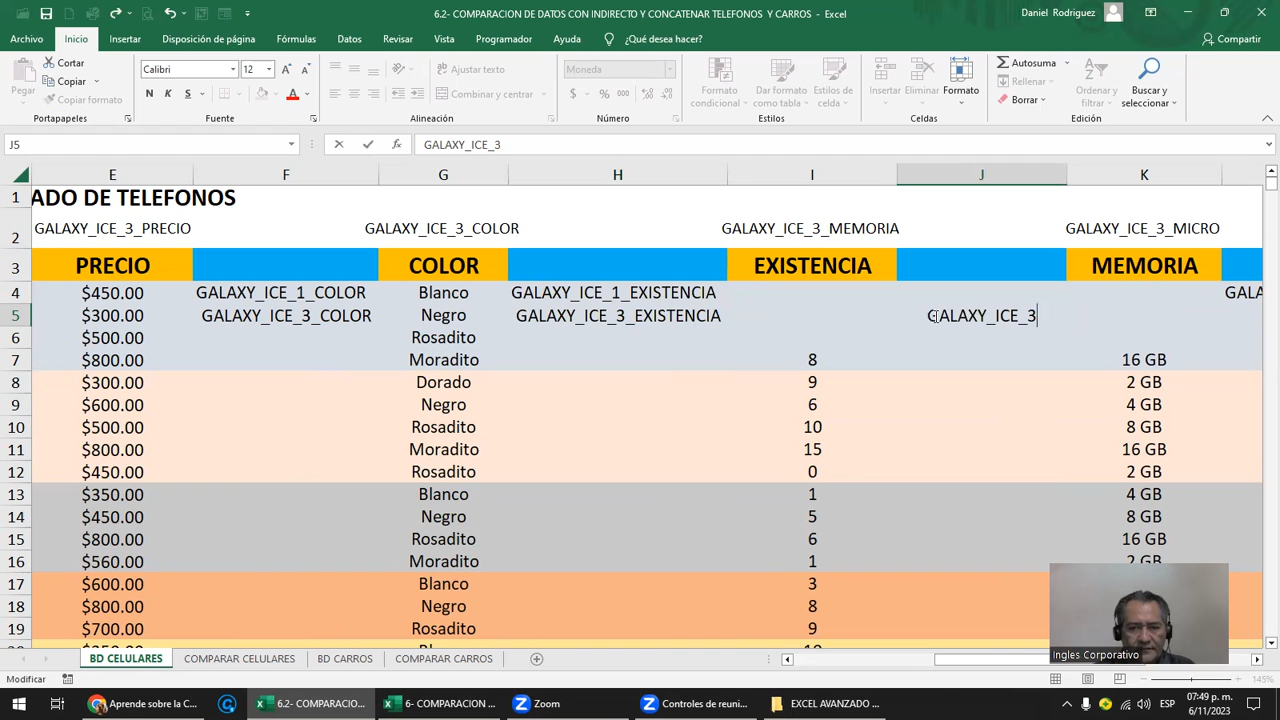 6.2- COMPARACION DE DATOS CON INDIRECTO Y CONCATENAR TELEFONOS Y CARROS - Excel
Daniel Rodriguez
Archivo Inicio Insertar Disposición de página Fórmulas Datos Revisar Vista Programador Ayuda ¿Qué desea hacer? Compartir
Pegar
Cortar
Copiar
Copiar formato
Portapapeles
Calibri 12
N K S
Fuente
Ajustar texto
Combinar y centrar
Alineación
Moneda
$ % 000
Número
Formato condicional
Dar formato como tabla
Estilos de celda
Estilos
Insertar Eliminar Formato
Celdas
Autosuma
Rellenar
Borrar
Ordenar y filtrar
Buscar y seleccionar
Edición
J5 GALAXY_ICE_3
E F G H I J K
1 ADO DE TELEFONOS
2 GALAXY_ICE_3_PRECIO GALAXY_ICE_3_COLOR GALAXY_ICE_3_MEMORIA GALAXY_ICE_3_MICRO
3 PRECIO COLOR EXISTENCIA MEMORIA
4 $450.00 GALAXY_ICE_1_COLOR Blanco GALAXY_ICE_1_EXISTENCIA GALA
5 $300.00 GALAXY_ICE_3_COLOR Negro GALAXY_ICE_3_EXISTENCIA GALAXY_ICE_3
6 $500.00 Rosadito
7 $800.00 Moradito 8 16 GB
8 $300.00 Dorado 9 2 GB
9 $600.00 Negro 6 4 GB
10 $500.00 Rosadito 10 8 GB
11 $800.00 Moradito 15 16 GB
12 $450.00 Rosadito 0 2 GB
13 $350.00 Blanco 1 4 GB
14 $450.00 Negro 5 8 GB
15 $800.00 Rosadito 6 16 GB
16 $560.00 Moradito 1 2 GB
17 $600.00 Blanco 3
18 $800.00 Negro 8
19 $700.00 Rosadito 9
Ingles Corporativo
BD CELULARES COMPARAR CELULARES BD CARROS COMPARAR CARROS
Modificar 145%
Aprende sobre la C... 6.2- COMPARACIO... 6- COMPARACION ... Zoom Controles de reuni... EXCEL AVANZADO ... ESP 07:49 p. m.
6/11/2023